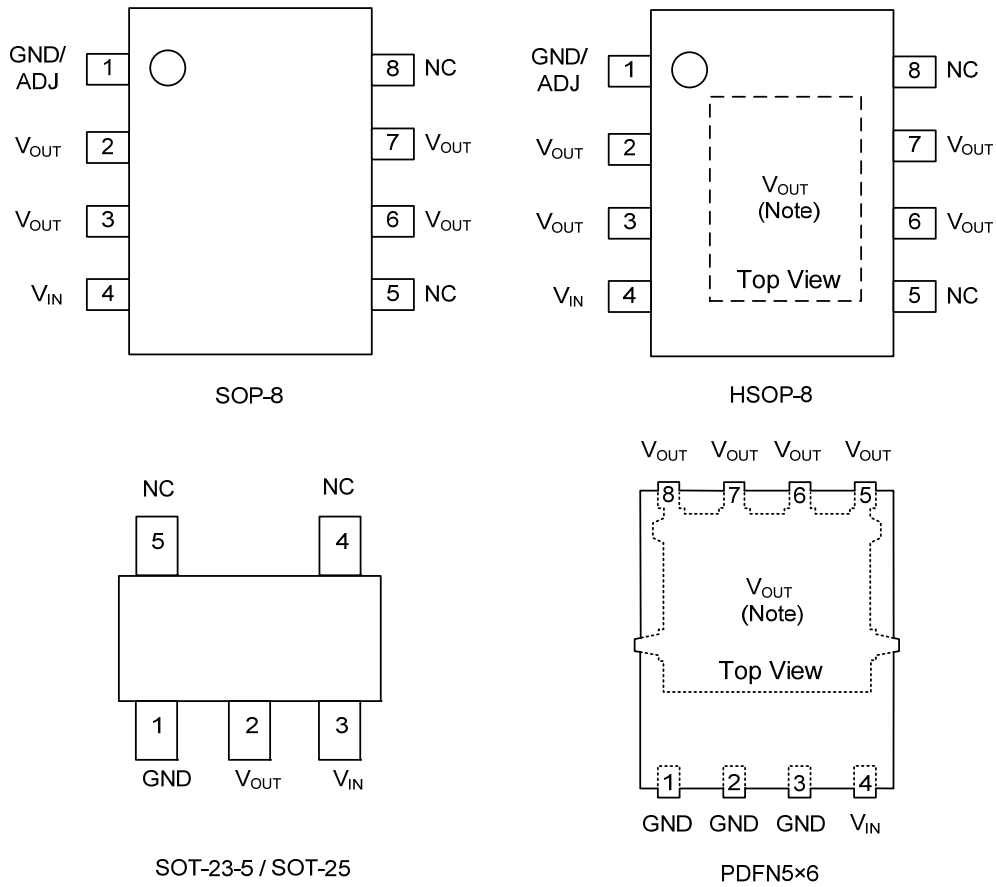 GND/
ADJ
1
8
NC
VOUT
2
7
VOUT
VOUT
3
6
VOUT
VIN
4
5
NC
SOP-8
GND/
ADJ
1
8
NC
VOUT
2
7
VOUT
VOUT
3
6
VOUT
VIN
4
5
NC
VOUT
(Note)
Top View
HSOP-8
NC
NC
5
4
1
2
3
GND
VOUT
VIN
SOT-23-5 / SOT-25
VOUT VOUT VOUT VOUT
8 7 6 5
VOUT
(Note)
Top View
1 2 3 4
GND GND GND VIN
PDFN5×6